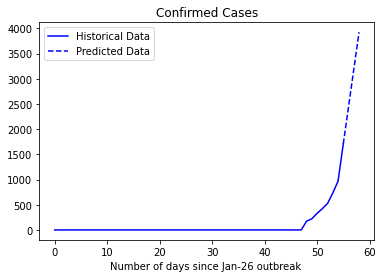 Confirmed Cases
Historical Data
Predicted Data
4000
3500
3000
2500
2000
1500
1000
500
0
0 10 20 30 40 50 60
Number of days since Jan-26 outbreak